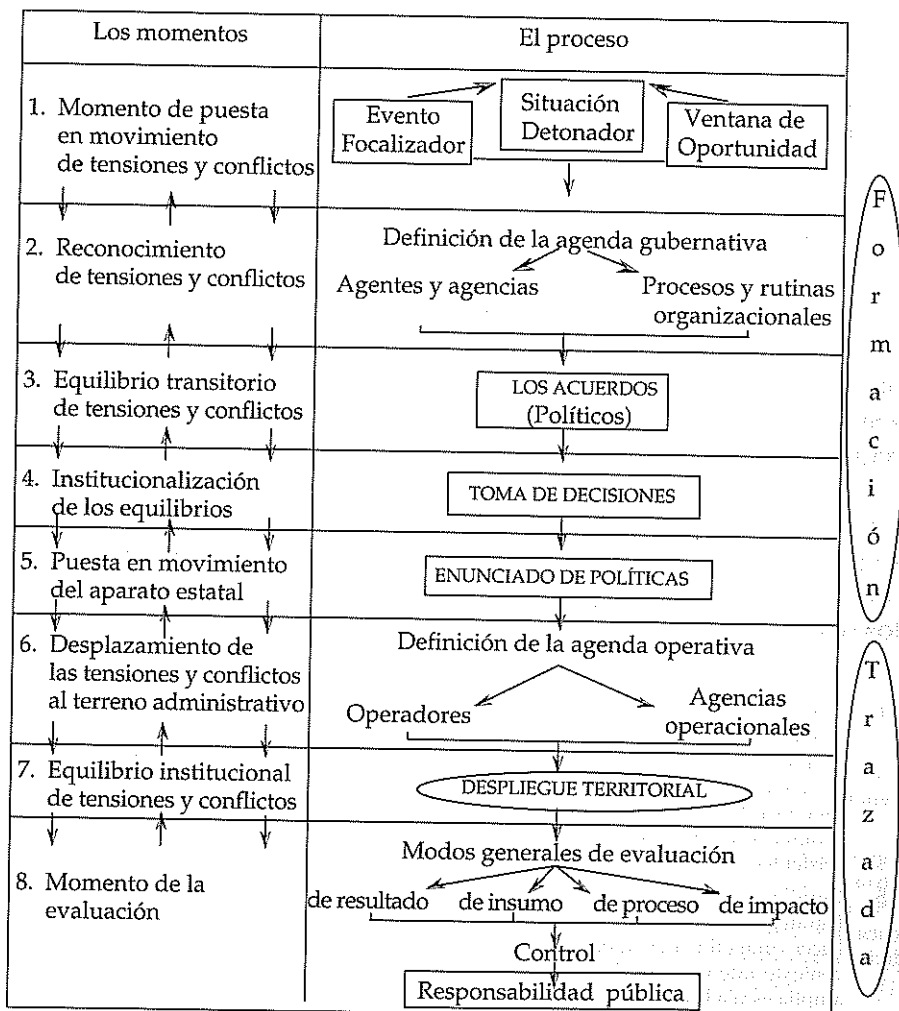 Los momentos
El proceso
1. Momento de puesta
en movimiento
de tensiones y conflictos
Evento
Focalizador
Situación
Detonador
Ventana de
Oportunidad
2. Reconocimiento
de tensiones y conflictos
Definición de la agenda gubernativa
Agentes y agencias
Procesos y rutinas
organizacionales
3. Equilibrio transitorio
de tensiones y conflictos
LOS ACUERDOS
(Políticos)
4. Institucionalización
de los equilibrios
TOMA DE DECISIONES
5. Puesta en movimiento
del aparato estatal
ENUNCIADO DE POLÍTICAS
6. Desplazamiento de
las tensiones y conflictos
al terreno administrativo
Definición de la agenda operativa
Operadores
Agencias
operacionales
7. Equilibrio institucional
de tensiones y conflictos
DESPLIEGUE TERRITORIAL
8. Momento de la
evaluación
Modos generales de evaluación
de resultado de insumo de proceso de impacto
Control
Responsabilidad pública
Formación
Trazada